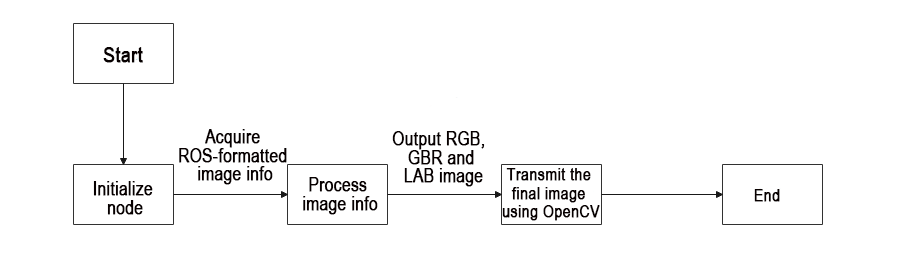 Start
Initialize
node
Acquire
ROS-formatted
image info
Process
image info
Output RGB,
GBR and
LAB image
Transmit the
final image
using OpenCV
End